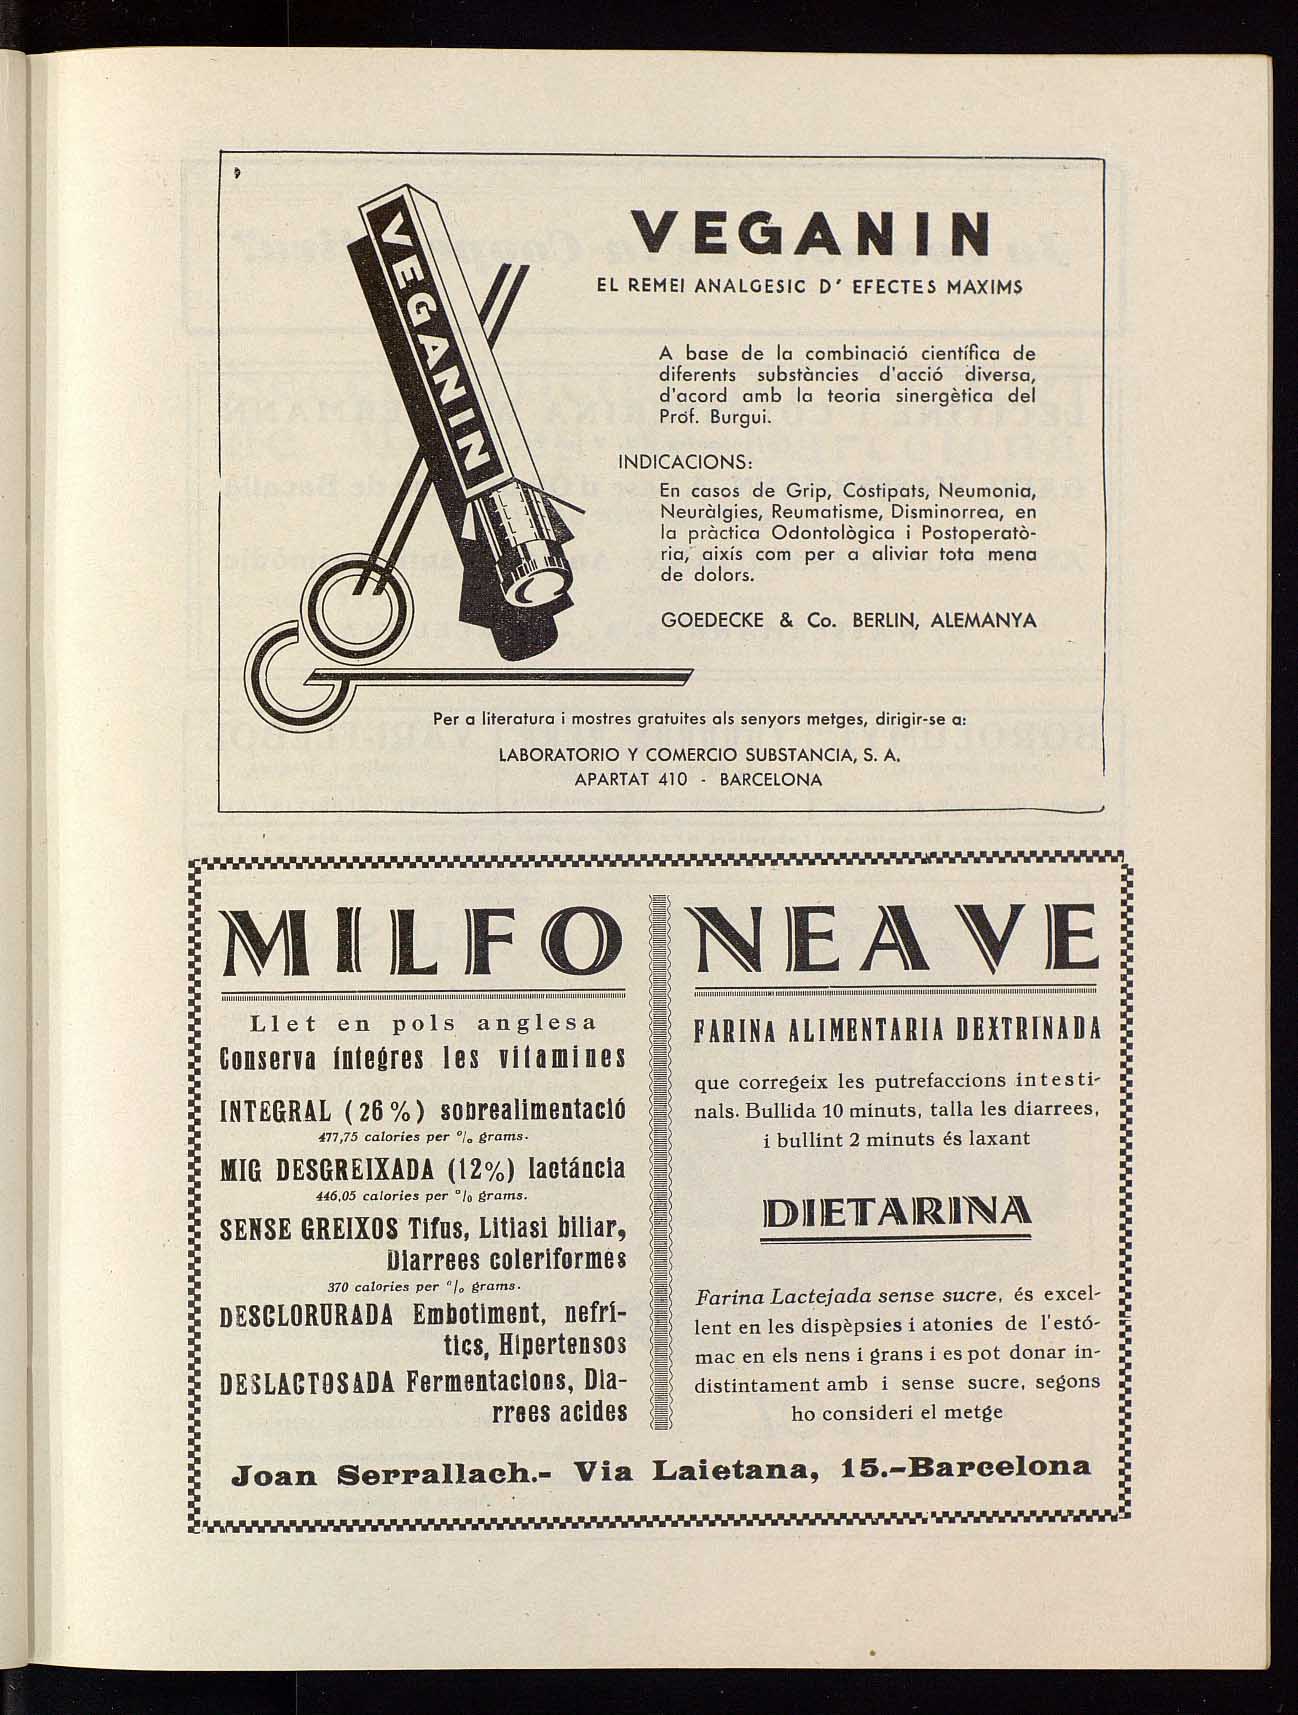 VEGANIN
VEGANIN
EL REMEI ANALGESIC D' EFECTES MAXIMS
A base de la combinació científica de
diferents substàncies d'acció diversa,
d'acord amb la teoria sinergètica del
Prof. Burgui.
INDICACIONS:
En casos de Grip, Costipats, Neumonia,
Neuràlgies, Reumatisme, Disminorrea, en
la pràctica Odontològica i Postoperatò-
ria, aixís com per a aliviar tota mena
de dolors.
GOEDECKE & Co. BERLIN, ALEMANYA
Per a literatura i mostres gratuites als senyors metges, dirigir-se a:
LABORATORIO Y COMERCIO SUBSTANCIA, S. A.
APARTAT 410 - BARCELONA
MILFO
Llet en pols anglesa
Conserva íntegres les vitamines
INTEGRAL (26%) sobrealimentació
477,75 calories per % grams.
MIG DESGREIXADA (12%) lactáncia
446,05 calories per % grams.
SENSE GREIXOS Tifus, Litiasi biliar,
Diarrees coleriformes
370 calories per % grams.
DESCLORURADA Embotiment, nefrí-
tics, Hipertensos
DESLACTOSADA Fermentacions, Dia-
rrees acides
NEAVE
FARINA ALIMENTARIA DEXTRINADA
que corregeix les putrefaccions intesti-
nals. Bullida 10 minuts, talla les diarrees,
i bullint 2 minuts és laxant
DIETARINA
Farina Lactejada sense sucre, és excel-
lent en les dispèpsies i atonies de l'estó-
mac en els nens i grans i es pot donar in-
distintament amb i sense sucre, segons
ho consideri el metge
Joan Serrallach.- Via Laietana, 15.-Barcelona